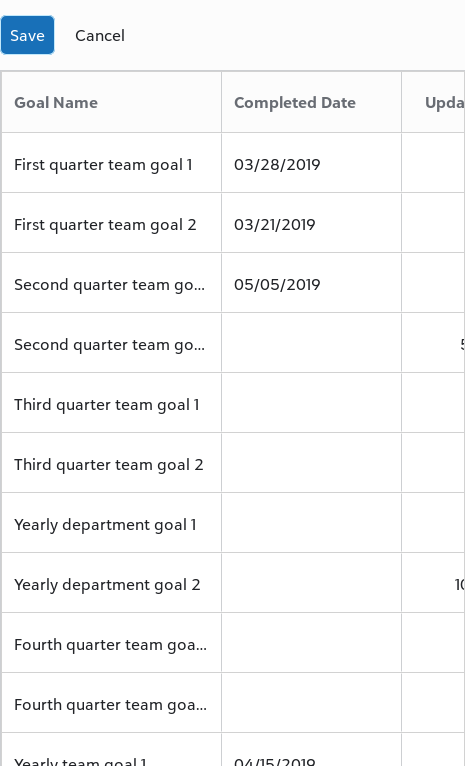 Save Cancel
Goal Name Completed Date Upda
First quarter team goal 1 03/28/2019
First quarter team goal 2 03/21/2019
Second quarter team go... 05/05/2019
Second quarter team go...
Third quarter team goal 1
Third quarter team goal 2
Yearly department goal 1
Yearly department goal 2 10
Fourth quarter team goa...
Fourth quarter team goa...
Yearly team goal 1 04/15/2019